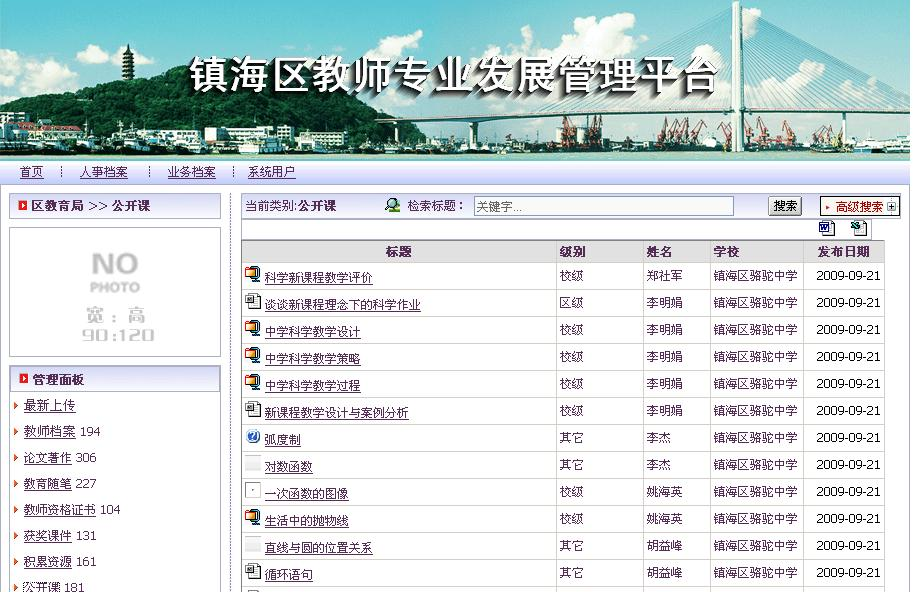 镇海区教师专业发展管理平台
首页 人事档案 业务档案 系统用户
区教育局 >> 公开课
当前类别:公开课 检索标题： 关键字... 搜索 高级搜索
NO
PHOTO
宽：高
90:120
管理面板
最新上传
教师档案 194
论文著作 306
教育随笔 227
教师资格证书 104
获奖课件 131
积累资源 161
公开课 181
标题 级别 姓名 学校 发布日期
科学新课程教学评价 校级 郑社军 镇海区骆驼中学 2009-09-21
谈谈新课程理念下的科学作业 区级 李明娟 镇海区骆驼中学 2009-09-21
中学科学教学设计 校级 李明娟 镇海区骆驼中学 2009-09-21
中学科学教学策略 校级 李明娟 镇海区骆驼中学 2009-09-21
中学科学教学过程 校级 李明娟 镇海区骆驼中学 2009-09-21
新课程教学设计与案例分析 校级 李明娟 镇海区骆驼中学 2009-09-21
弧度制 其它 李杰 镇海区骆驼中学 2009-09-21
对数函数 其它 李杰 镇海区骆驼中学 2009-09-21
一次函数的图像 校级 姚海英 镇海区骆驼中学 2009-09-21
生活中的抛物线 校级 姚海英 镇海区骆驼中学 2009-09-21
直线与圆的位置关系 其它 胡益峰 镇海区骆驼中学 2009-09-21
循环语句 其它 胡益峰 镇海区骆驼中学 2009-09-21